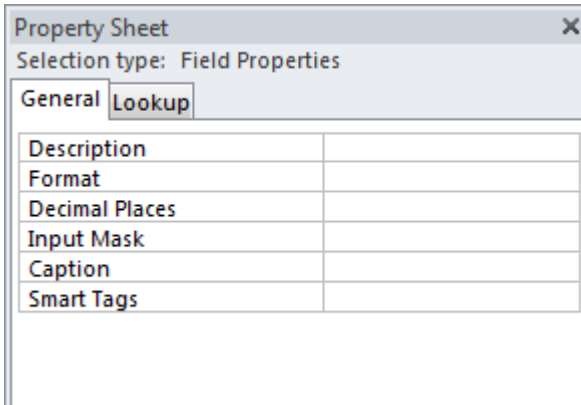 Property Sheet
Selection type: Field Properties
General Lookup
Description
Format
Decimal Places
Input Mask
Caption
Smart Tags